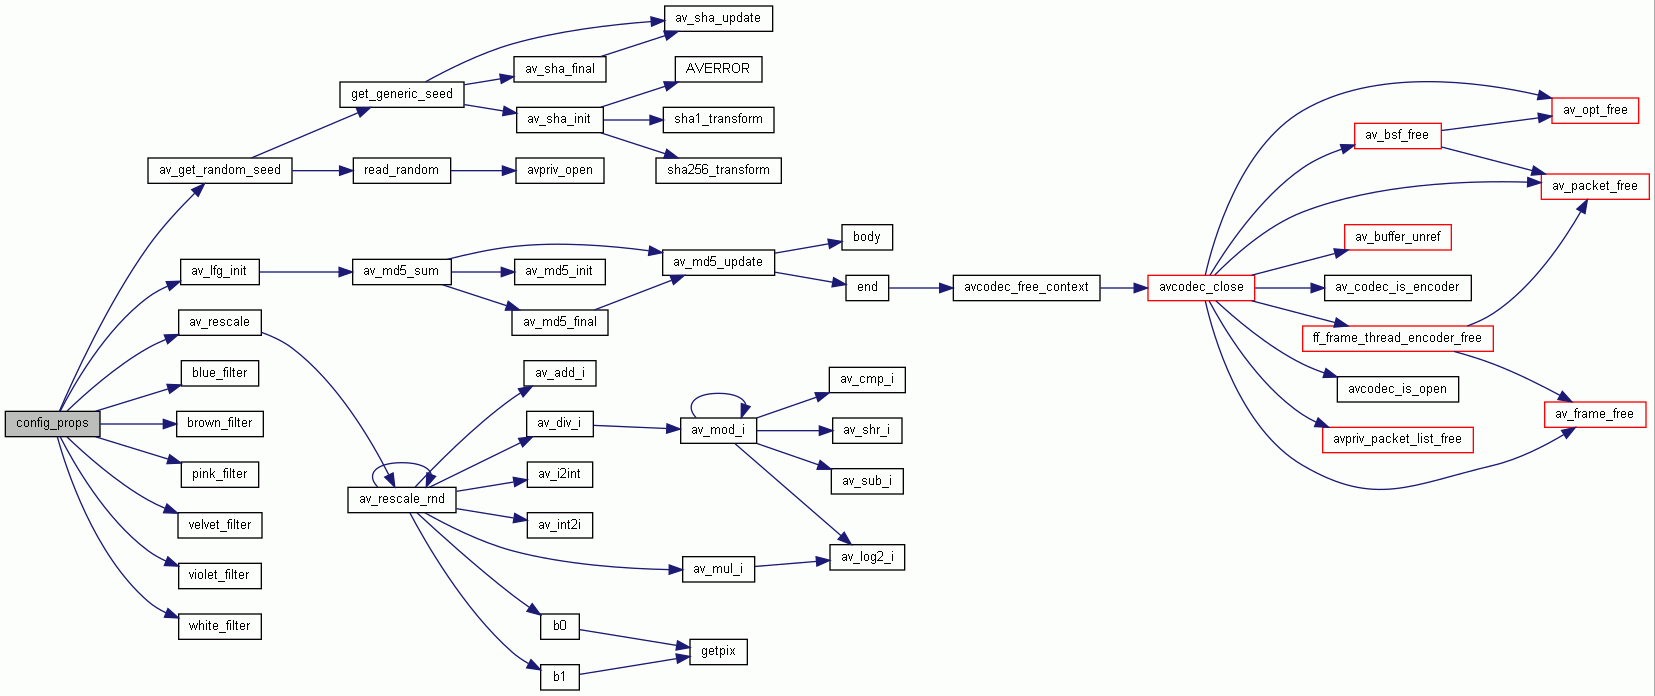 config_props
av_get_random_seed
get_generic_seed
av_sha_update
av_sha_final
av_sha_init
AVERROR
sha1_transform
sha256_transform
read_random
avpriv_open
av_lfg_init
av_md5_sum
av_md5_update
av_md5_init
av_md5_final
body
end
avcodec_free_context
avcodec_close
av_opt_free
av_bsf_free
av_packet_free
av_buffer_unref
av_codec_is_encoder
ff_frame_thread_encoder_free
avcodec_is_open
av_frame_free
avpriv_packet_list_free
av_rescale
av_rescale_rnd
av_add_i
av_div_i
av_mod_i
av_cmp_i
av_shr_i
av_sub_i
av_log2_i
av_i2int
av_int2i
av_mul_i
b0
b1
getpix
blue_filter
brown_filter
pink_filter
velvet_filter
violet_filter
white_filter